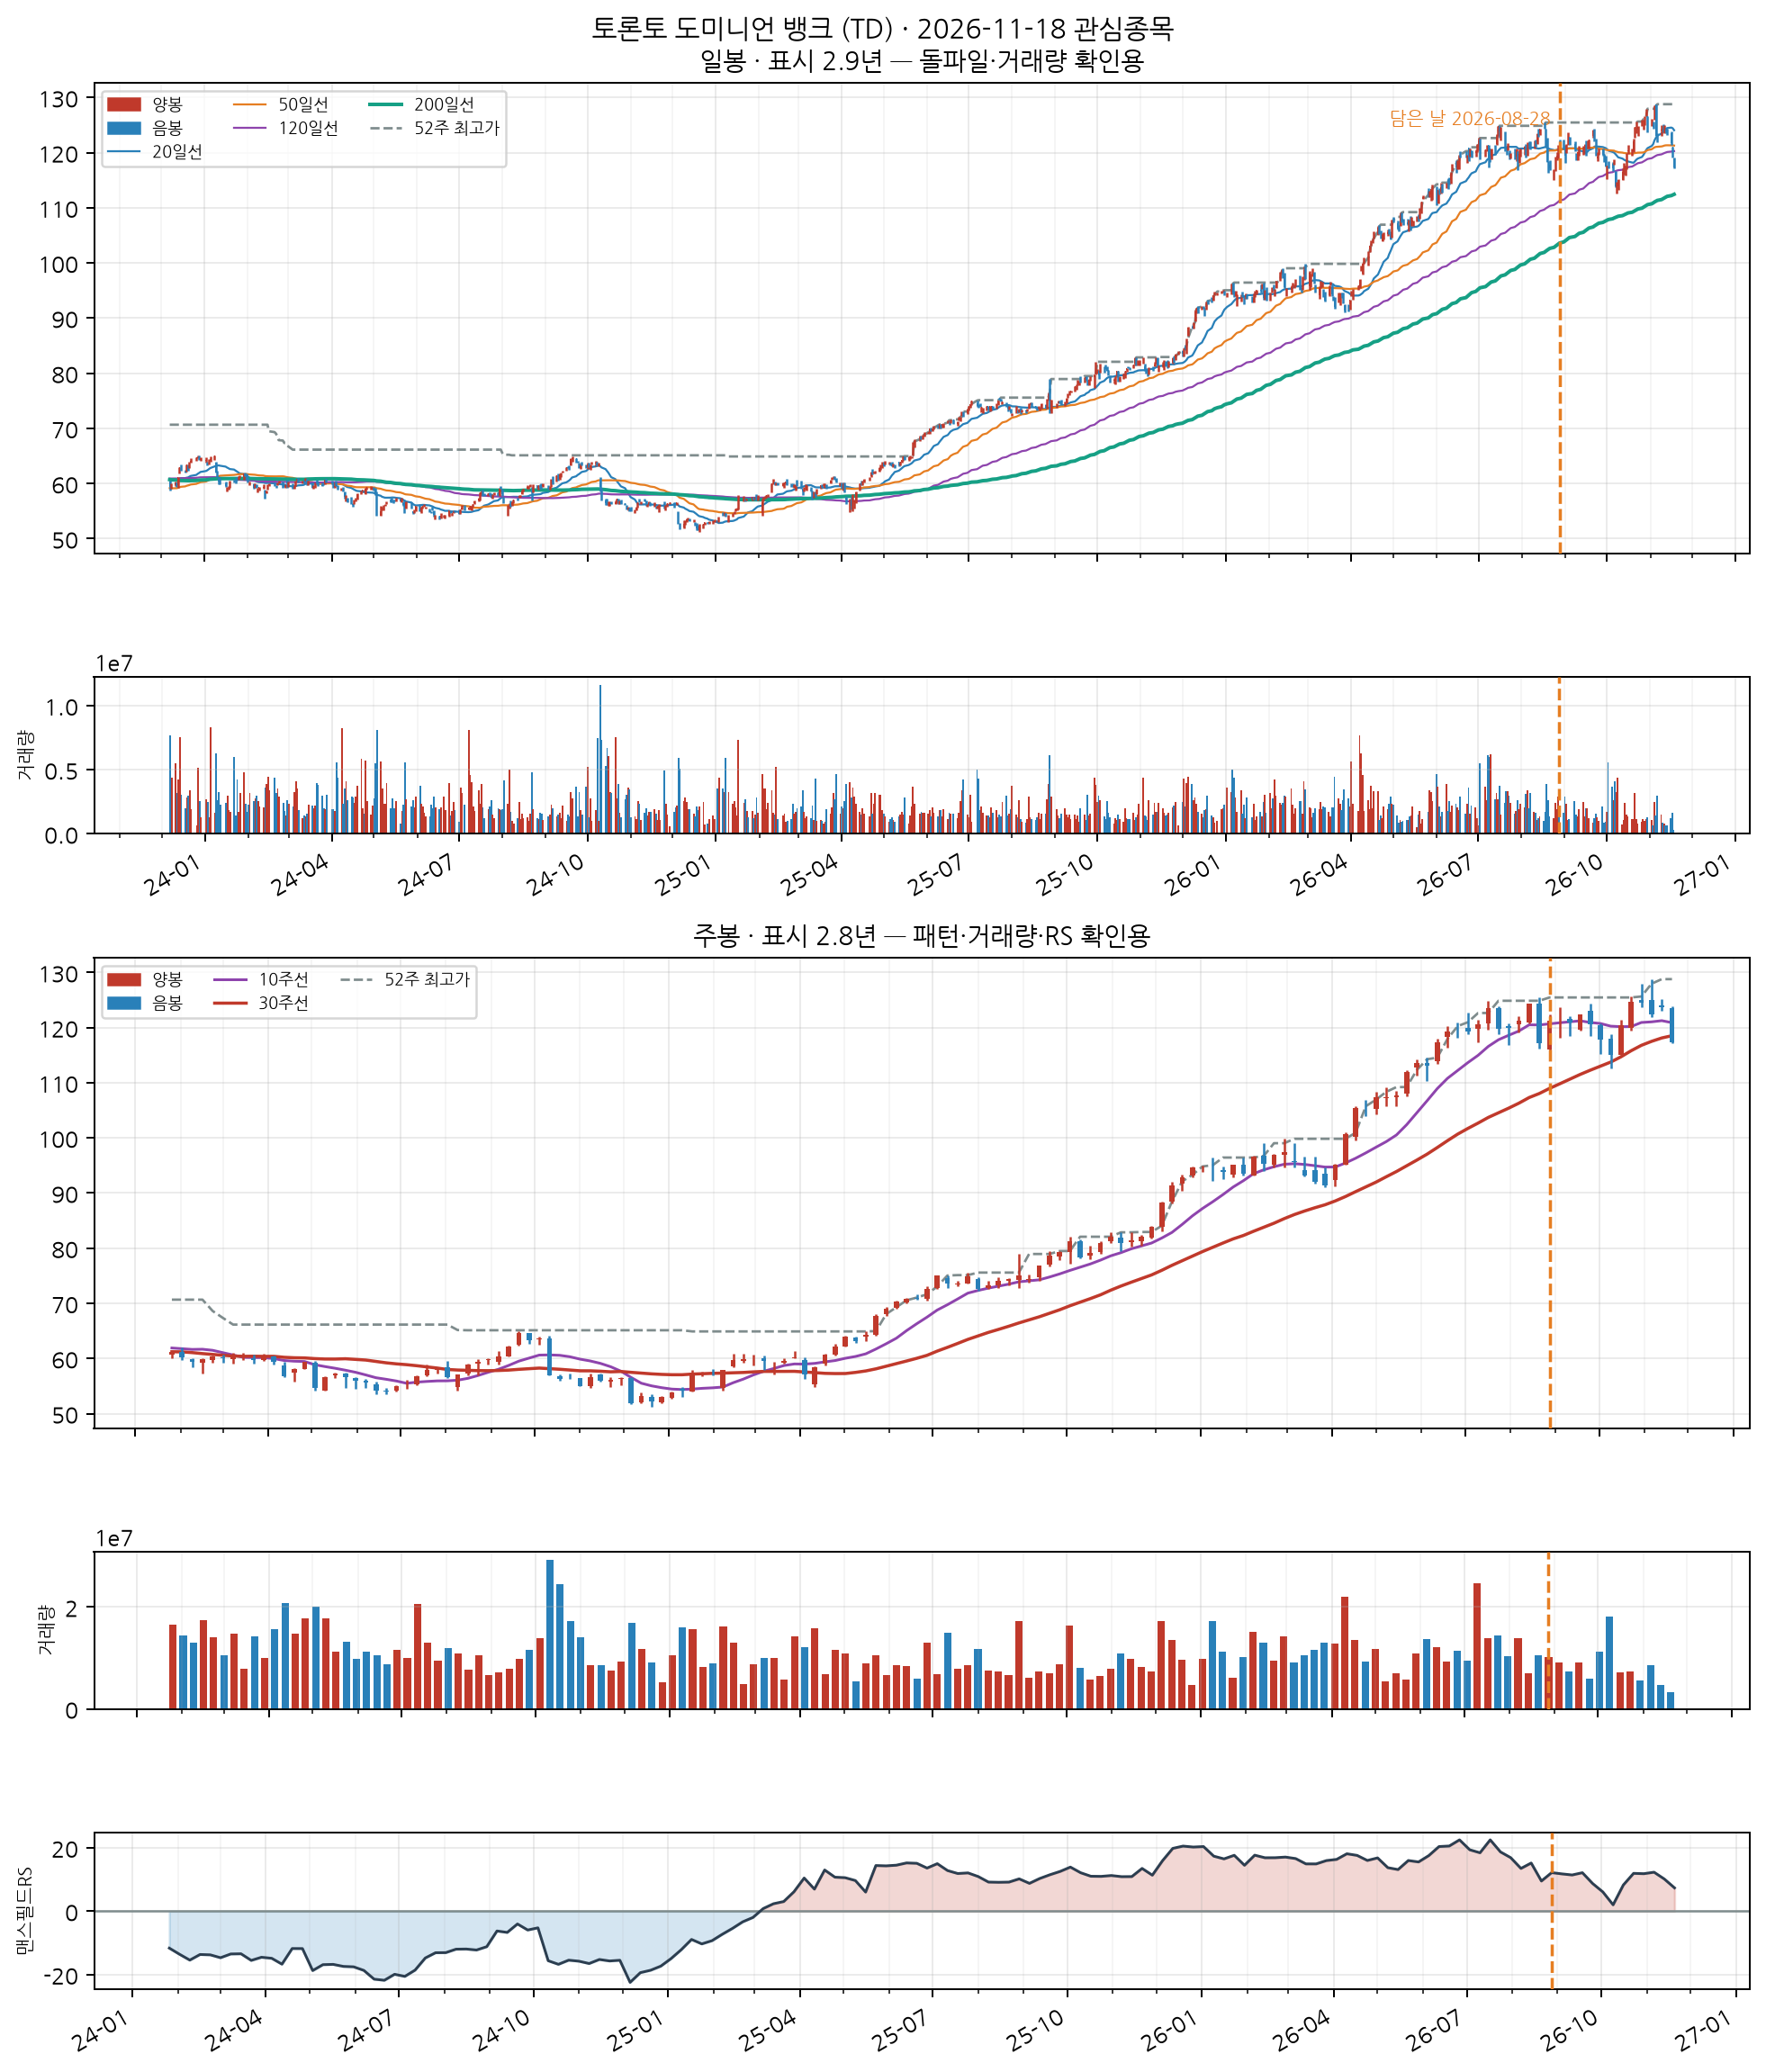 토론토 도미니언 뱅크 (TD) · 2026-11-18 관심종목
일봉 · 표시 2.9년 — 돌파일·거래량 확인용
양봉
음봉
20일선
50일선
120일선
200일선
52주 최고가
담은 날 2026-08-28
130
120
110
100
90
80
70
60
50
1e7
거래량
1.0
0.5
0.0
24-01
24-04
24-07
24-10
25-01
25-04
25-07
25-10
26-01
26-04
26-07
26-10
27-01
주봉 · 표시 2.8년 — 패턴·거래량·RS 확인용
양봉
음봉
10주선
30주선
52주 최고가
130
120
110
100
90
80
70
60
50
1e7
거래량
2
0
맨스필드RS
20
0
-20
24-01
24-04
24-07
24-10
25-01
25-04
25-07
25-10
26-01
26-04
26-07
26-10
27-01